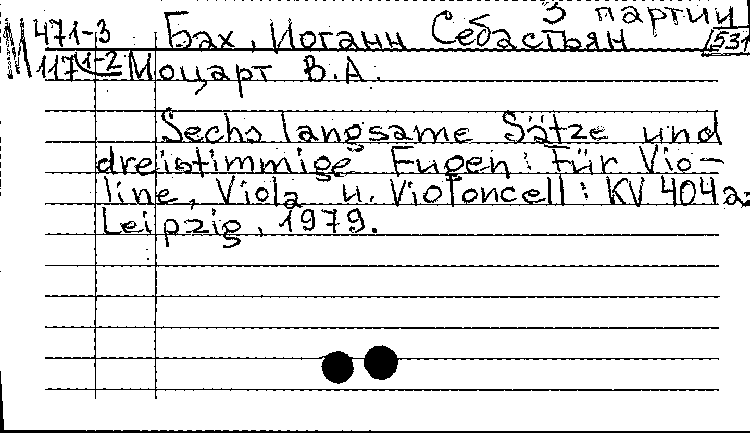 3 партии
М 471-3 Бах, Иоганн Себастьян 531
1-2 Моцарт В.А.
Sechs langsame Sätze und
dreistimmige Fugen: Für Vio-
line, Viola u. Violoncell: KV 404a:
Leipzig, 1979.